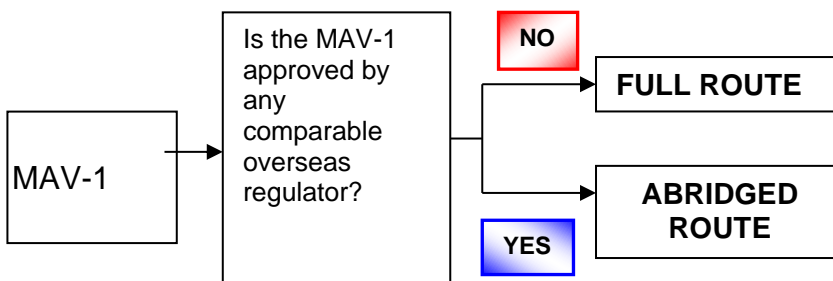 MAV-1
Is the MAV-1
approved by
any
comparable
overseas
regulator?
NO
FULL ROUTE
YES
ABRIDGED
ROUTE